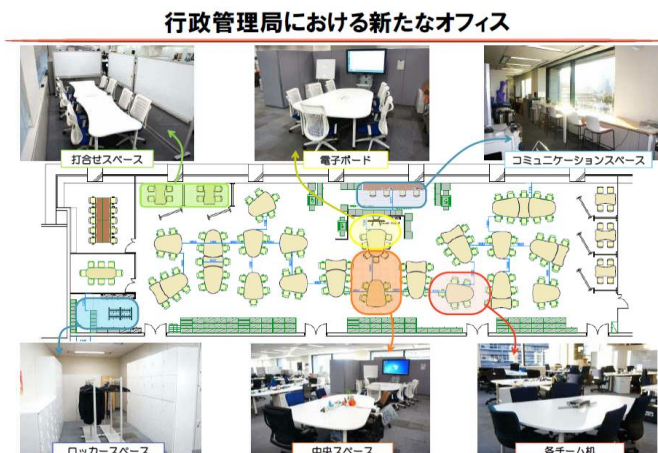 行政管理局における新たなオフィス
打合せスペース
電子ボード
コミュニケーションスペース
ロッカースペース
中央スペース
各チーム机